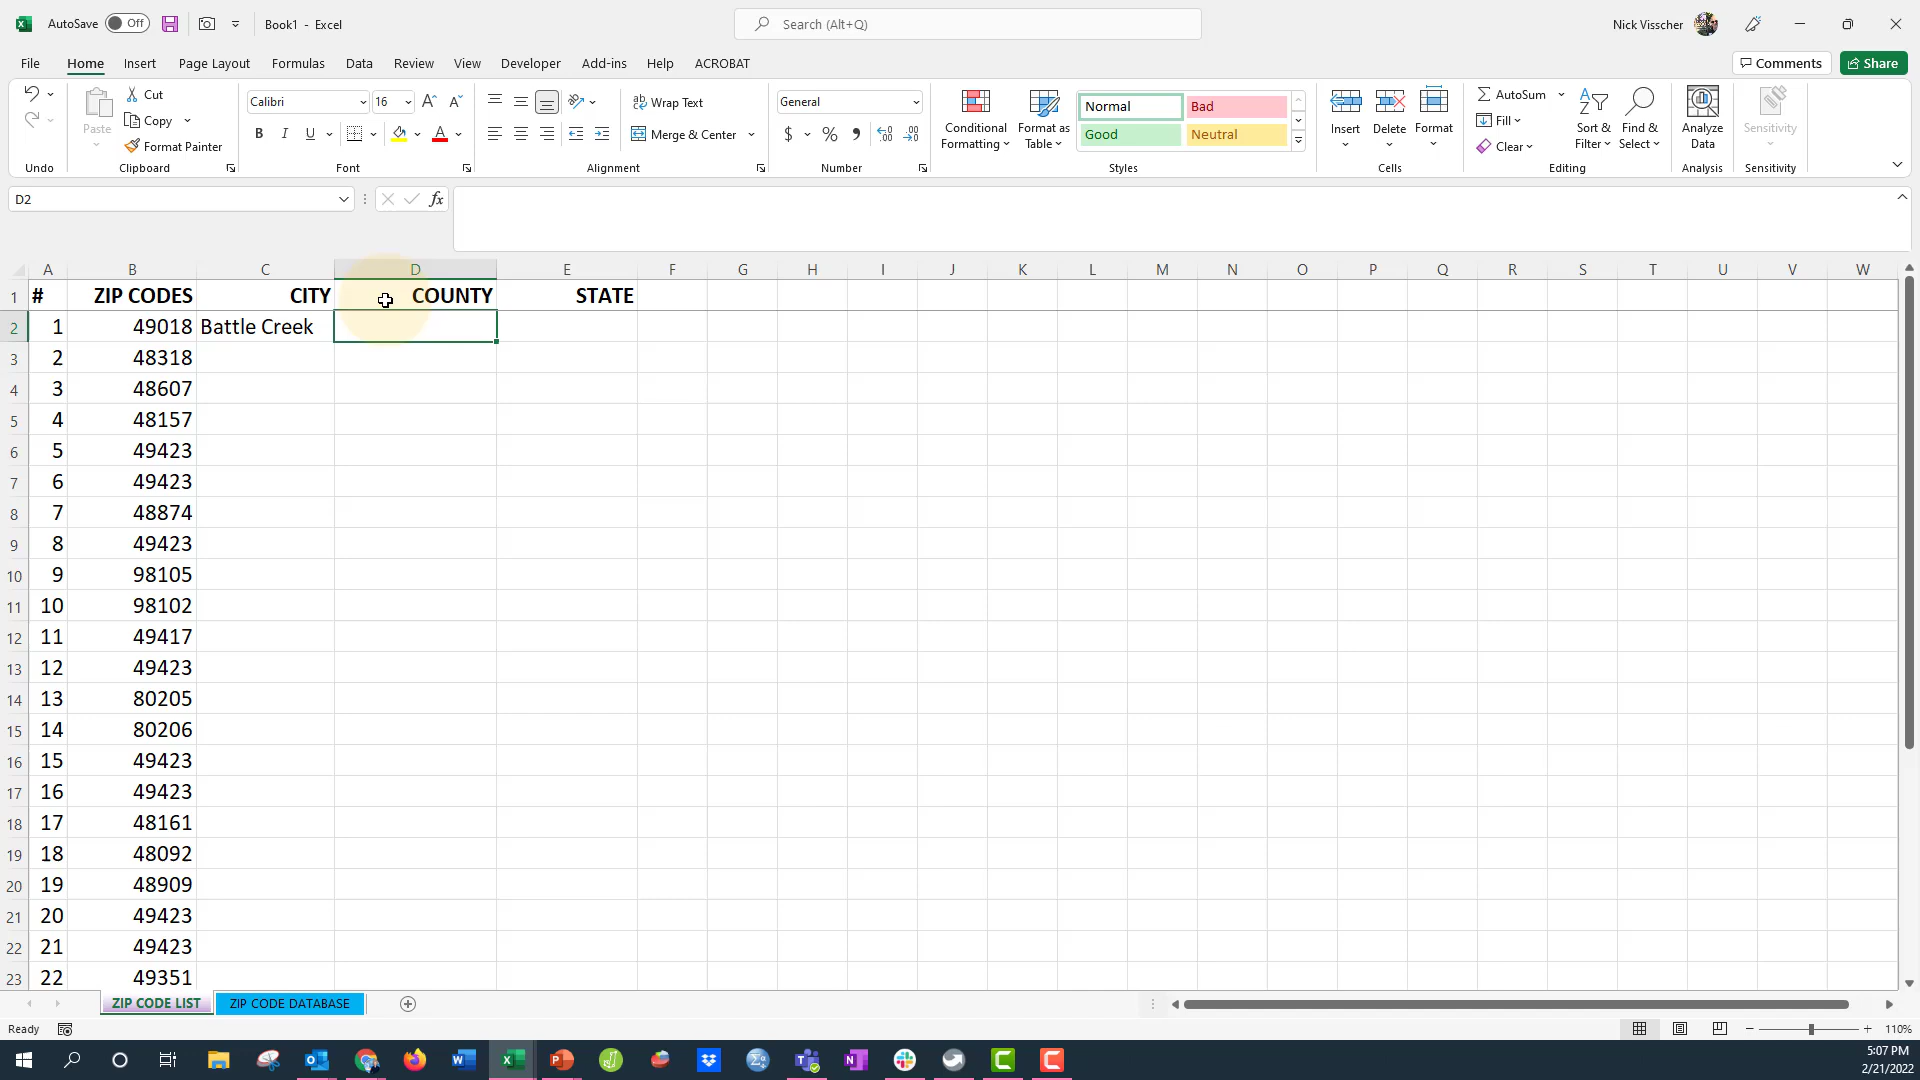 AutoSave Off Book1 - Excel Search (Alt+Q) Nick Visscher
File Home Insert Page Layout Formulas Data Review View Developer Add-ins Help ACROBAT Comments Share
Cut
Copy
Format Painter
Paste
Undo
Clipboard
Calibri 16
B I U
Font
Wrap Text
Merge & Center
Alignment
General
$ % ,
Number
Conditional Formatting
Format as Table
Normal Bad
Good Neutral
Styles
Insert Delete Format
Cells
AutoSum
Fill
Clear
Sort & Filter
Find & Select
Editing
Analyze Data
Analysis
Sensitivity
Sensitivity
D2 fx
A B C D E F G H I J K L M N O P Q R S T U V W
1 # ZIP CODES CITY COUNTY STATE
2 1 49018 Battle Creek
3 2 48318
4 3 48607
5 4 48157
6 5 49423
7 6 49423
8 7 48874
9 8 49423
10 9 98105
11 10 98102
12 11 49417
13 12 49423
14 13 80205
15 14 80206
16 15 49423
17 16 49423
18 17 48161
19 18 48092
20 19 48909
21 20 49423
22 21 49423
23 22 49351
ZIP CODE LIST ZIP CODE DATABASE
Ready 110%
5:07 PM
2/21/2022